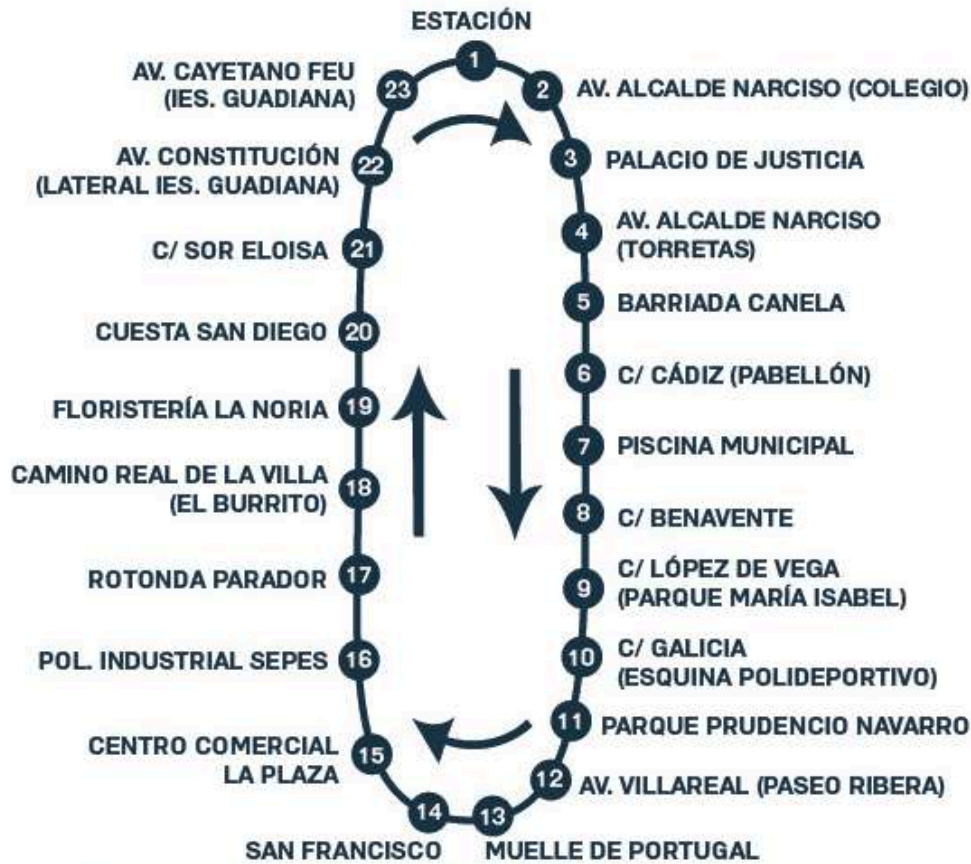 ESTACIÓN
1
2
AV. ALCALDE NARCISO (COLEGIO)
3
PALACIO DE JUSTICIA
4
AV. ALCALDE NARCISO
(TORRETAS)
5
BARRIADA CANELA
6
C/ CÁDIZ (PABELLÓN)
7
PISCINA MUNICIPAL
8
C/ BENAVENTE
9
C/ LÓPEZ DE VEGA
(PARQUE MARÍA ISABEL)
10
C/ GALICIA
(ESQUINA POLIDEPORTIVO)
11
PARQUE PRUDENCIO NAVARRO
12
AV. VILLAREAL (PASEO RIBERA)
13
MUELLE DE PORTUGAL
14
SAN FRANCISCO
15
CENTRO COMERCIAL
LA PLAZA
16
POL. INDUSTRIAL SEPES
17
ROTONDA PARADOR
18
CAMINO REAL DE LA VILLA
(EL BURRITO)
19
FLORISTERÍA LA NORIA
20
CUESTA SAN DIEGO
21
C/ SOR ELOISA
22
AV. CONSTITUCIÓN
(LATERAL IES. GUADIANA)
23
AV. CAYETANO FEU
(IES. GUADIANA)